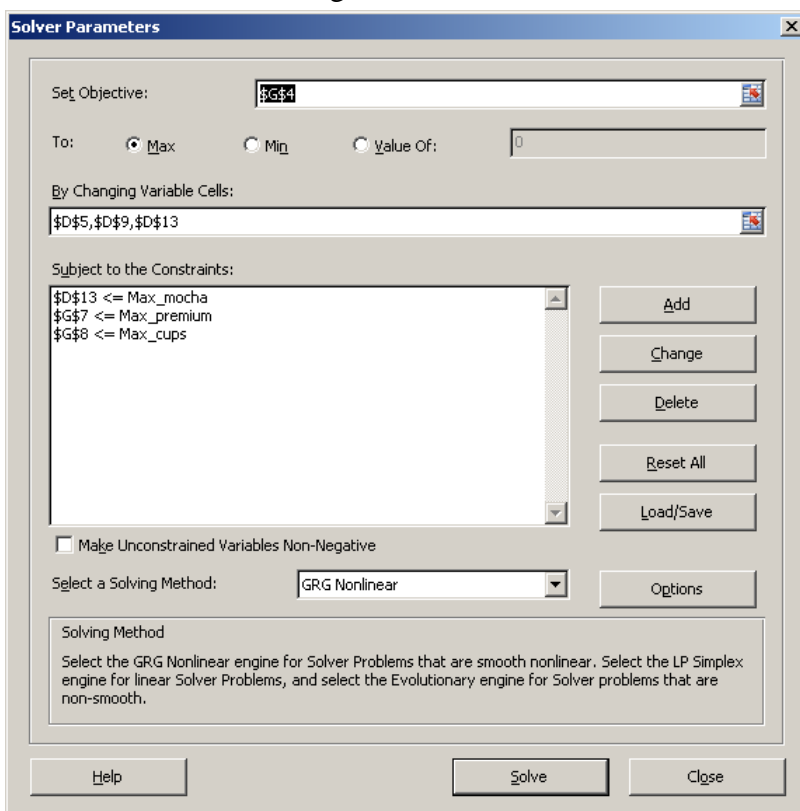 Solver Parameters
Set Objective: $G$4
To: Max Min Value Of: 0
By Changing Variable Cells:
$D$5,$D$9,$D$13
Subject to the Constraints:
$D$13 <= Max_mocha
$G$7 <= Max_premium
$G$8 <= Max_cups
Add
Change
Delete
Reset All
Load/Save
Make Unconstrained Variables Non-Negative
Select a Solving Method: GRG Nonlinear Options
Solving Method
Select the GRG Nonlinear engine for Solver Problems that are smooth nonlinear. Select the LP Simplex
engine for linear Solver Problems, and select the Evolutionary engine for Solver problems that are
non-smooth.
Help Solve Close